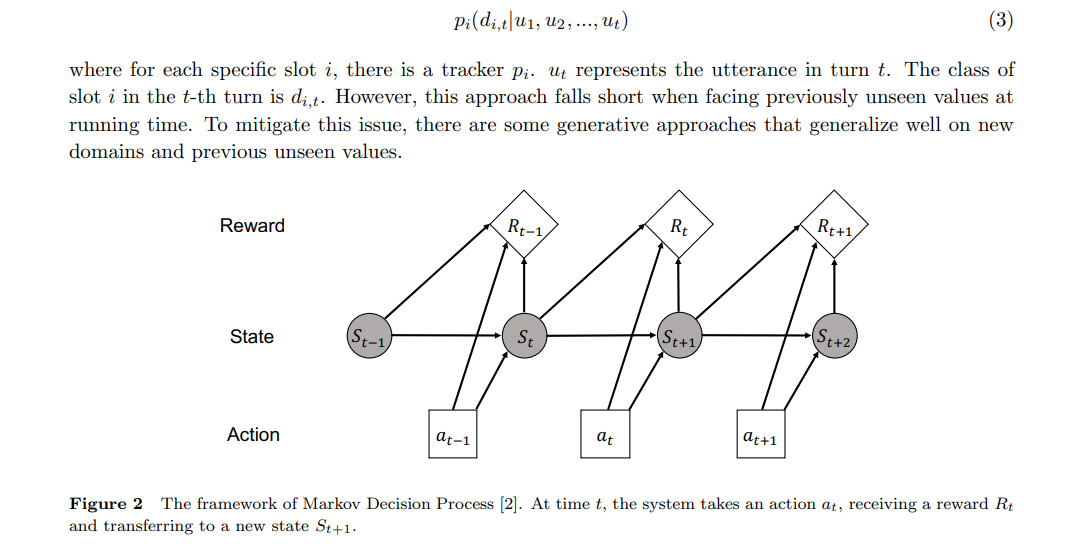 p_i(d_{i,t}|u_1, u_2, ..., u_t) (3)
where for each specific slot i, there is a tracker p_i. u_t represents the utterance in turn t. The class of
slot i in the t-th turn is d_{i,t}. However, this approach falls short when facing previously unseen values at
running time. To mitigate this issue, there are some generative approaches that generalize well on new
domains and previous unseen values.
Reward R_{t−1} R_t R_{t+1}
State S_{t−1} S_t S_{t+1} S_{t+2}
Action a_{t−1} a_t a_{t+1}
Figure 2 The framework of Markov Decision Process [2]. At time t, the system takes an action a_t, receiving a reward R_t
and transferring to a new state S_{t+1}.